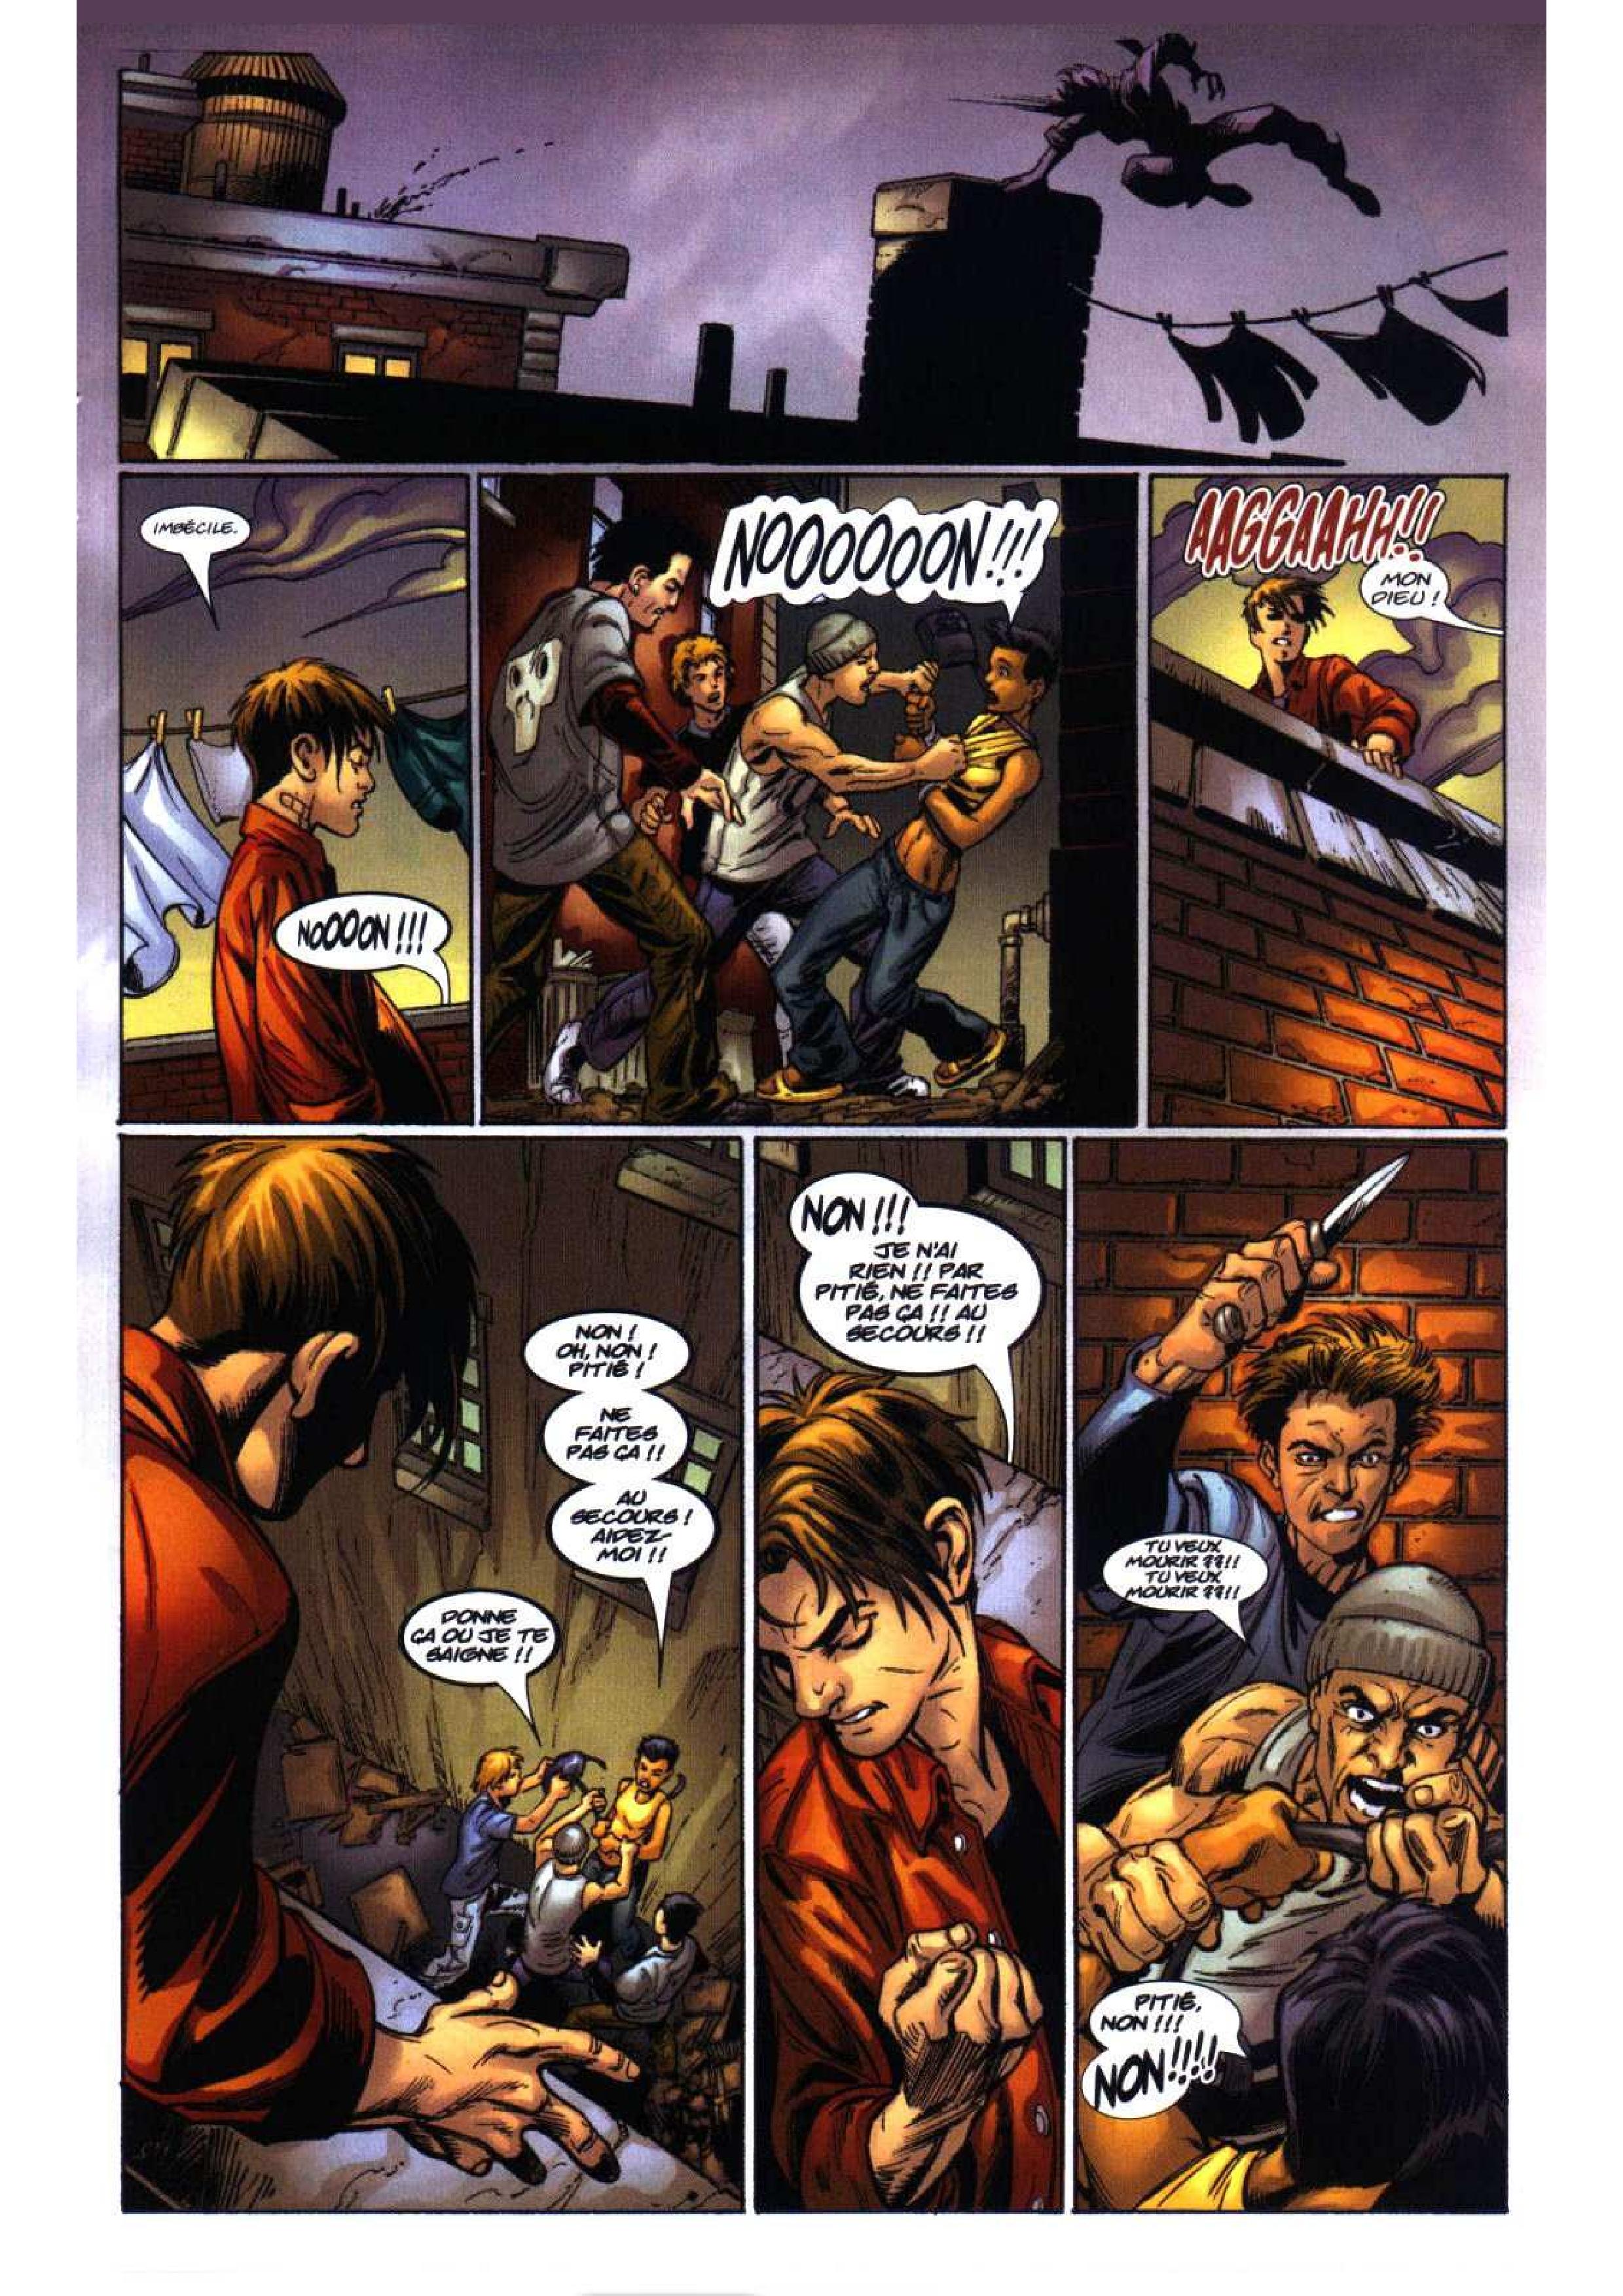 IMBÉCILE.
NOOOON !!!
NOOOOOON !!!
AAGGAAHH!!
MON
DIEU !
NON !
OH, NON !
PITIÉ !
NE
FAITES
PAS ÇA !!
AU
SECOURS !
AIDEZ-
MOI !!
DONNE
ÇA OU JE TE
SAIGNE !!
NON !!!
JE N'AI
RIEN !! PAR
PITIÉ, NE FAITES
PAS ÇA !! AU
SECOURS !!
TU VEUX
MOURIR ??!!
TU VEUX
MOURIR ??!!
PITIÉ,
NON !!!
NON !!!!